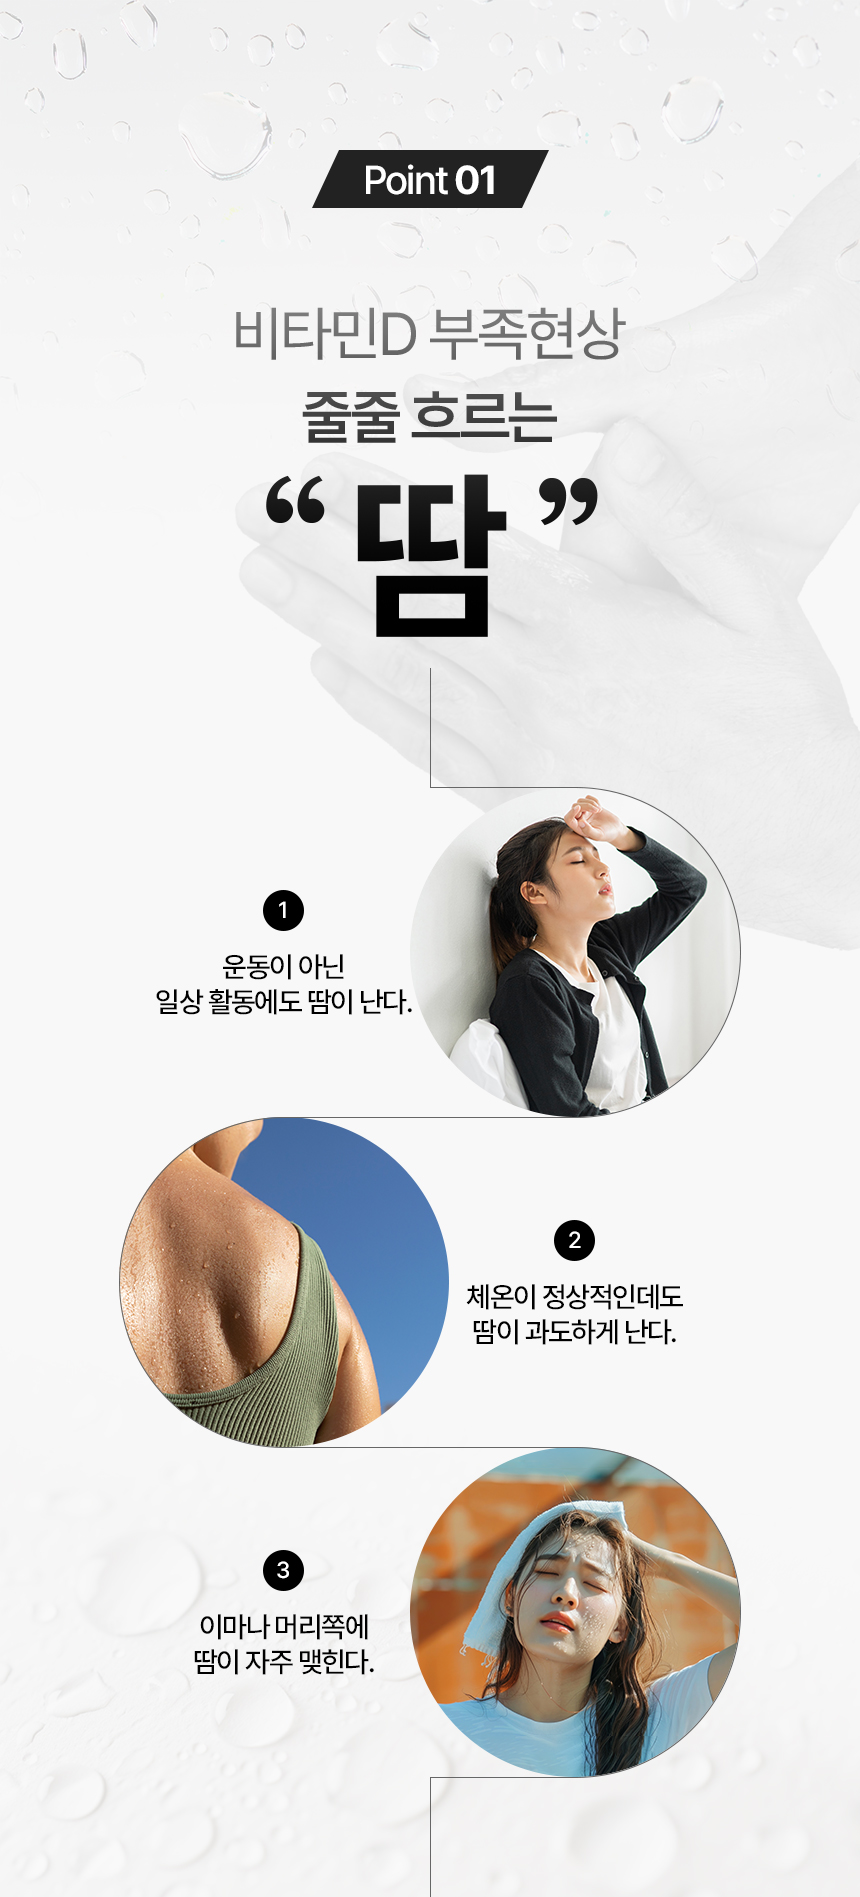 Point 01
비타민D 부족현상
줄줄 흐르는
“ 땀 ”
1
운동이 아닌
일상 활동에도 땀이 난다.
2
체온이 정상적인데도
땀이 과도하게 난다.
3
이마나 머리쪽에
땀이 자주 맺힌다.